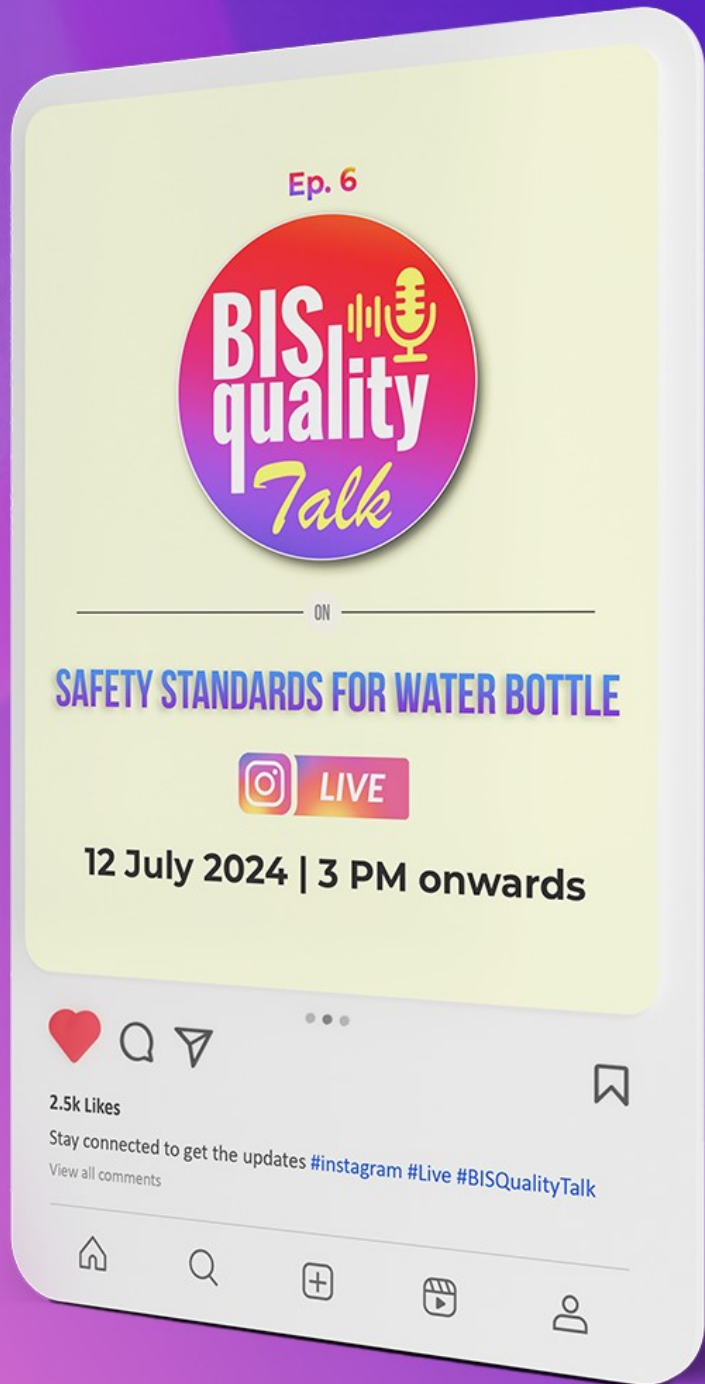 Ep. 6
BIS
quality
Talk
ON
SAFETY STANDARDS FOR WATER BOTTLE
LIVE
12 July 2024 | 3 PM onwards
2.5k Likes
Stay connected to get the updates #instagram #Live #BISQualityTalk
View all comments